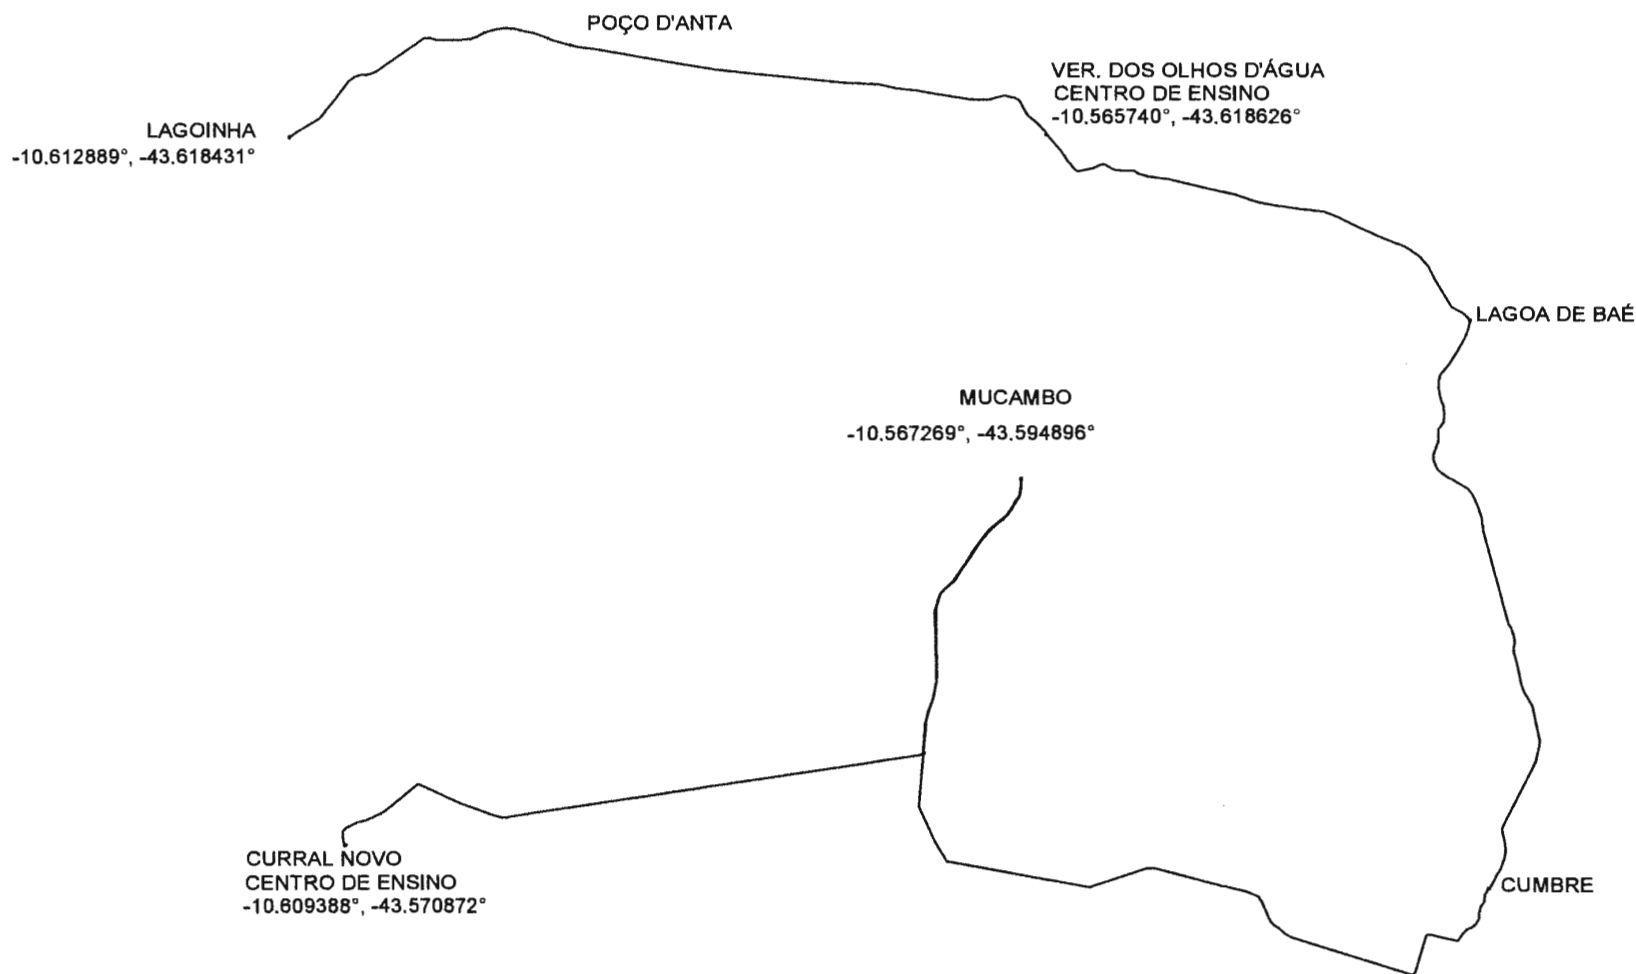 POÇO D'ANTA
VER. DOS OLHOS D'ÁGUA
CENTRO DE ENSINO
-10.565740°, -43.618626°
LAGOINHA
-10.612889°, -43.618431°
LAGOA DE BAÉ
MUCAMBO
-10.567269°, -43.594896°
CURRAL NOVO
CENTRO DE ENSINO
-10.609388°, -43.570872°
CUMBRE